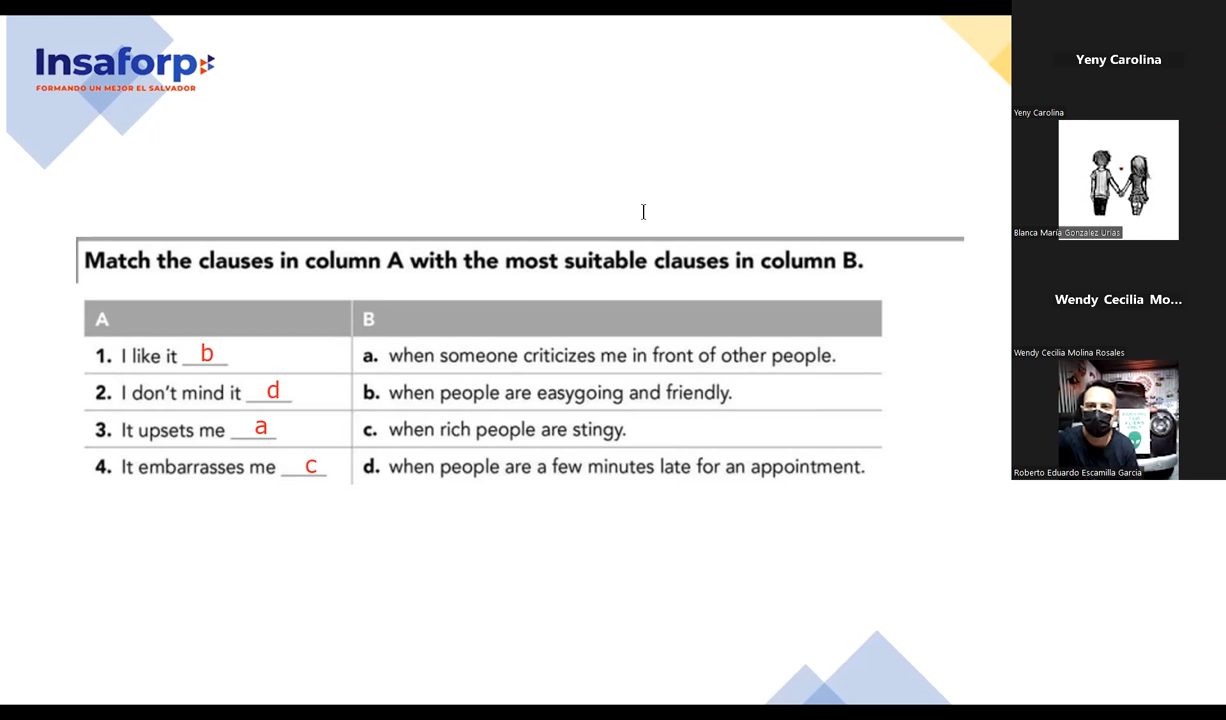 Insaforp
FORMANDO UN MEJOR EL SALVADOR
Match the clauses in column A with the most suitable clauses in column B.
A B
1. I like it b a. when someone criticizes me in front of other people.
2. I don't mind it d b. when people are easygoing and friendly.
3. It upsets me a c. when rich people are stingy.
4. It embarrasses me c d. when people are a few minutes late for an appointment.
Yeny Carolina
Yeny Carolina
Blanca María Gonzalez Urias
Wendy Cecilia Mo...
Wendy Cecilia Molina Rosales
Roberto Eduardo Escamilla Garcia